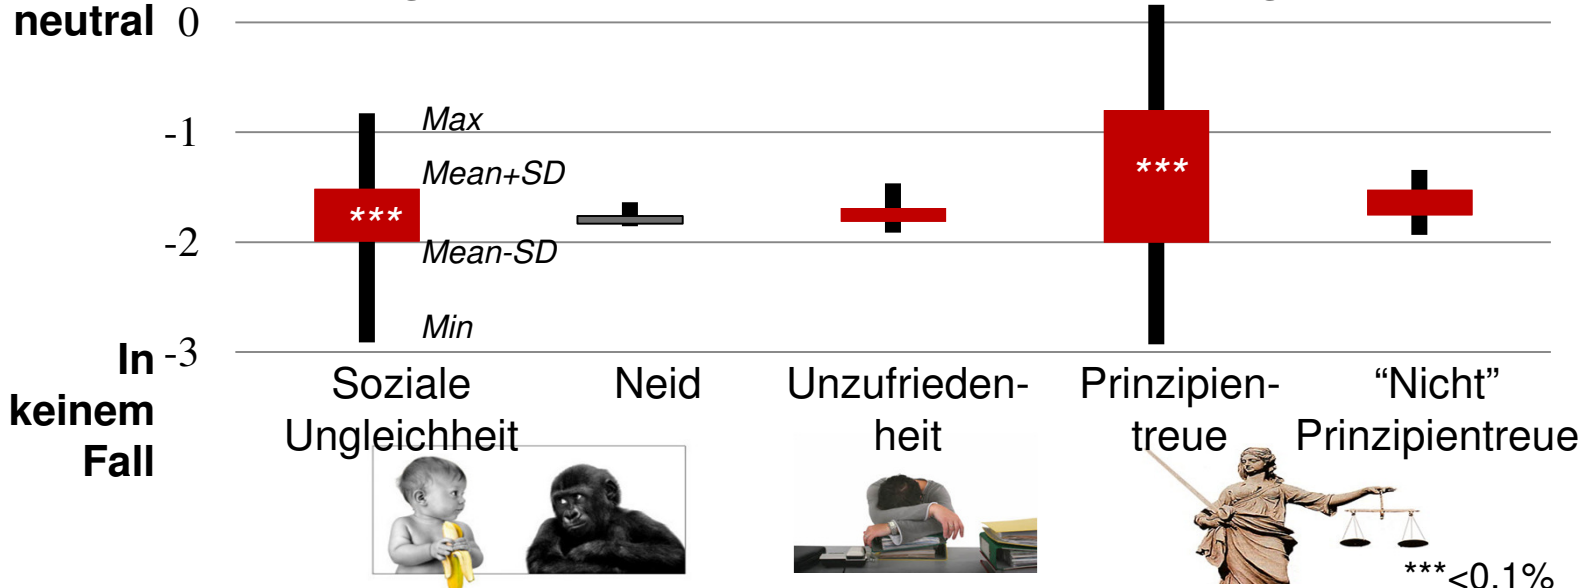 neutral 0
-1
-2
-3
Max
Mean+SD
Mean-SD
Min
In
keinem
Fall
Soziale
Ungleichheit
Neid
Unzufrieden-
heit
Prinzipien-
treue
“Nicht”
Prinzipientreue
***
***
***<0.1%